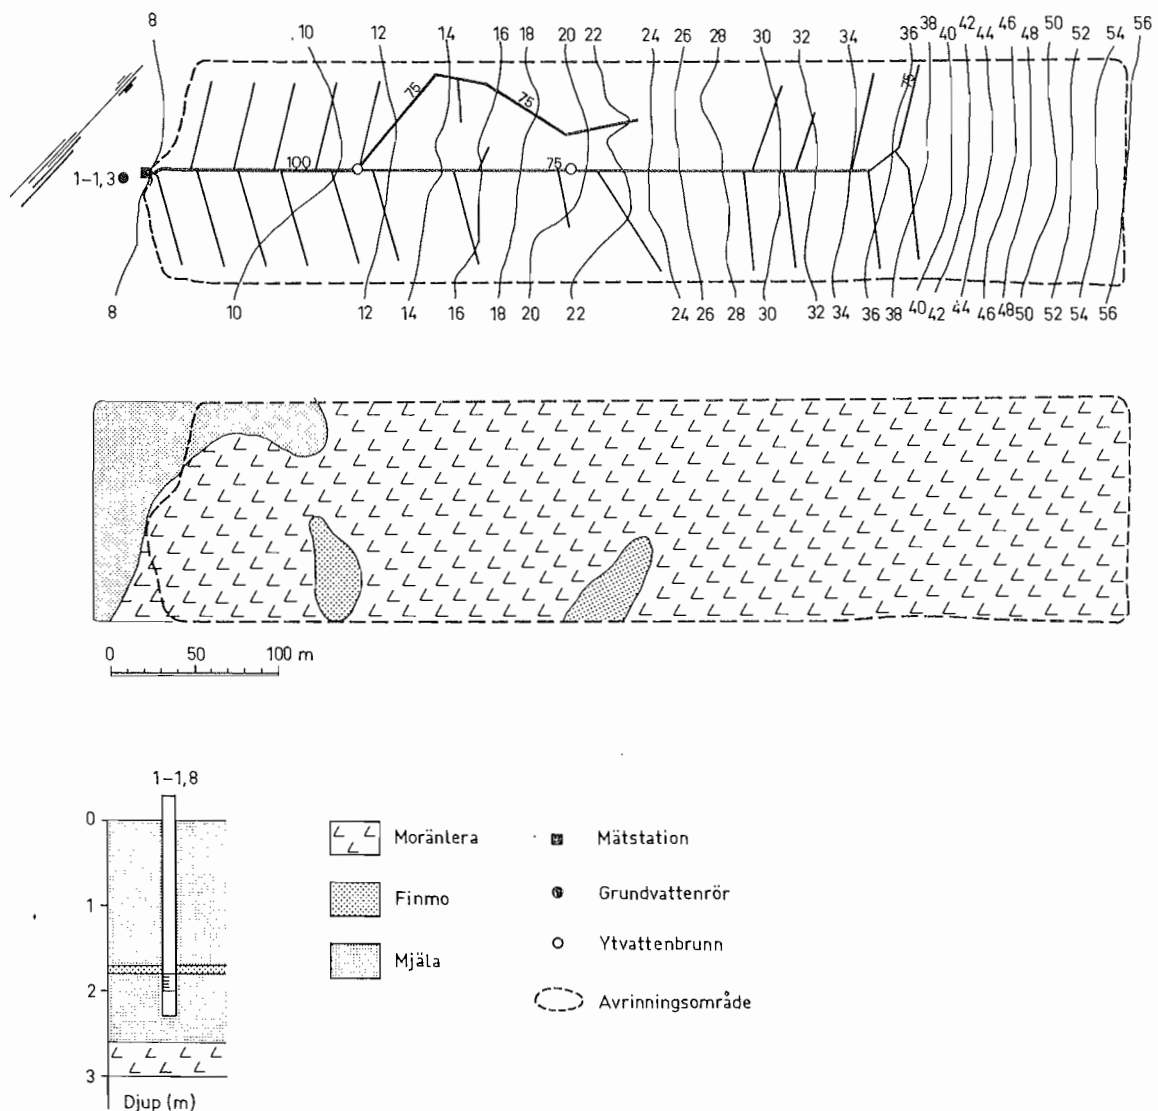 8 10 12 14 16 18 20 22 24 26 28 30 32 34 36 38 40 42 44 46 48 50 52 54 56
75
75
75
100
75
1–1,3
8 10 12 14 16 18 20 22 24 26 28 30 32 34 36 38 40 42 44 46 48 50 52 54 56
0 50 100 m
1–1,8
0
1
2
3
Djup (m)
Moränlera
Finmo
Mjäla
Mätstation
Grundvattenrör
Ytvattenbrunn
Avrinningsområde